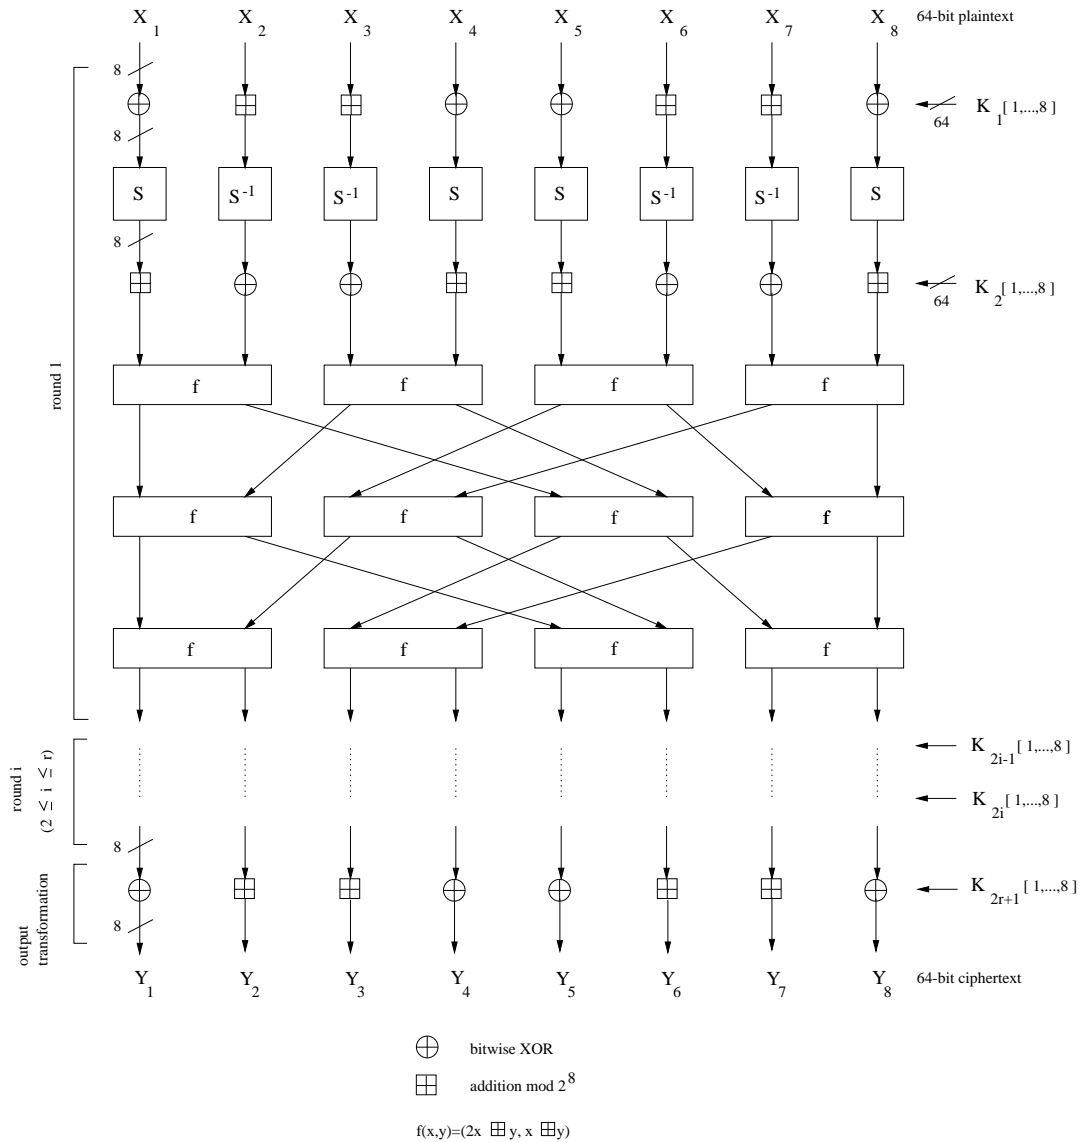 X1 X2 X3 X4 X5 X6 X7 X8 64-bit plaintext
8
K1[ 1,...,8 ]
64
8
S S-1 S-1 S S S-1 S-1 S
8
K2[ 1,...,8 ]
64
f f f f
round 1
f f f f
f f f f
K2i-1[ 1,...,8 ]
round i
(2 ≤ i ≤ r)
K2i[ 1,...,8 ]
8
K2r+1[ 1,...,8 ]
output
transformation
8
Y1 Y2 Y3 Y4 Y5 Y6 Y7 Y8 64-bit ciphertext
⊕ bitwise XOR
⊞ addition mod 2^8
f(x,y)=(2x ⊞ y, x ⊞ y)